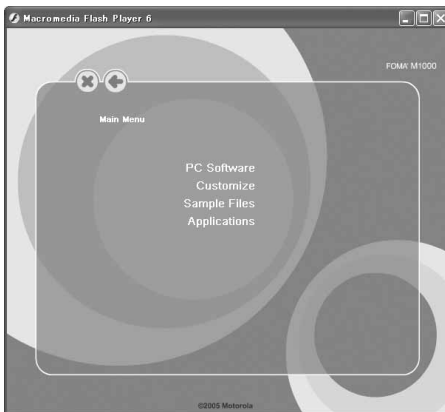 Macromedia Flash Player 6
FOMA M1000
Main Menu
PC Software
Customize
Sample Files
Applications
©2005 Motorola